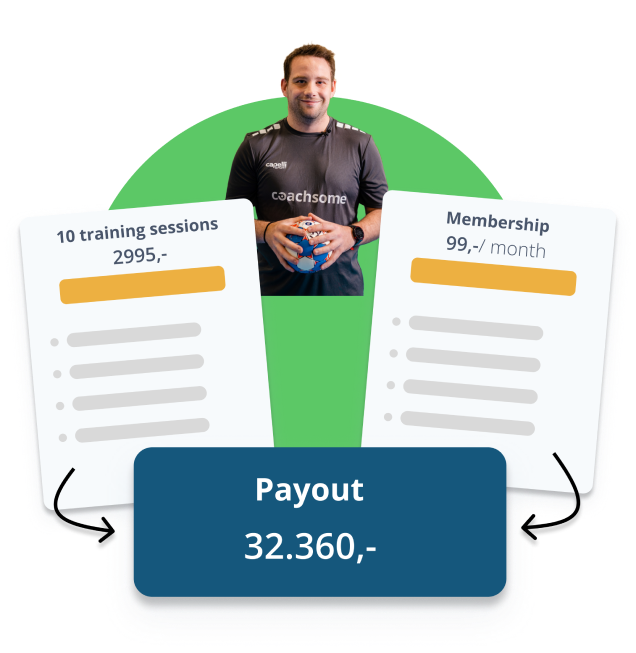 capelli
coachsome
10 training sessions
2995,-
Membership
99,-/ month
Payout
32.360,-